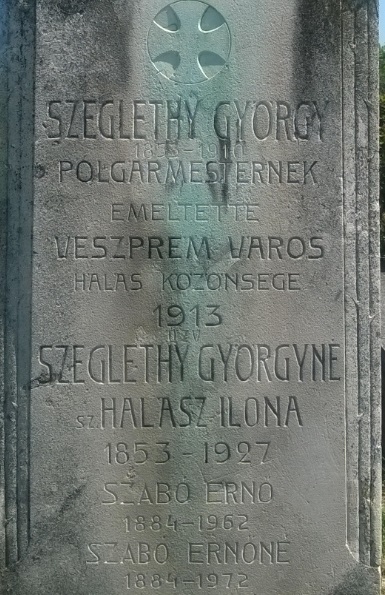 SZEGLETHY GYÖRGY
POLGÁRMESTERNEK
EMELTETTE
VESZPRÉM VÁROS
HÁLÁS KÖZÖNSÉGE
1913
ÖZV
SZEGLETHY GYÖRGYNÉ
SZ. HALÁSZ ILONA
1853-1927
SZABÓ ERNŐ
1884-1962
SZABÓ ERNŐNÉ
1884-1972